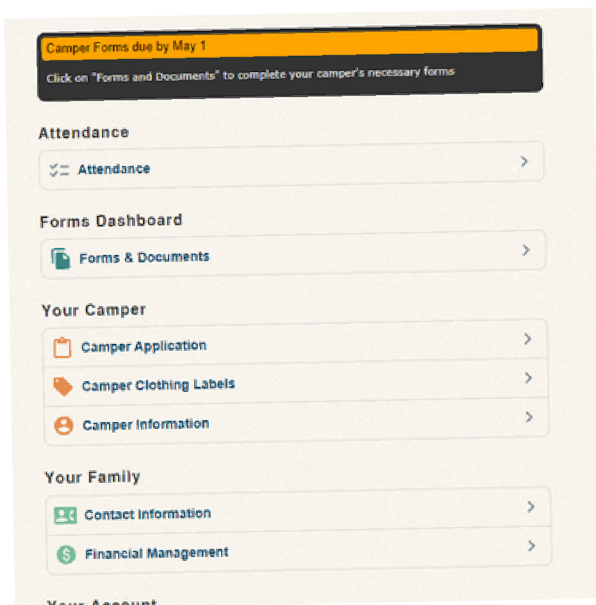 Camper Forms due by May 1
Click on "Forms and Documents" to complete your camper's necessary forms
Attendance
Attendance
Forms Dashboard
Forms & Documents
Your Camper
Camper Application
Camper Clothing Labels
Camper Information
Your Family
Contact Information
Financial Management
Your Account